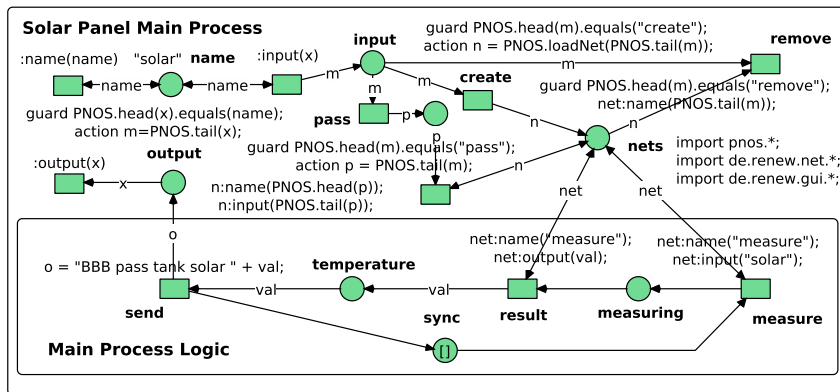 Solar Panel Main Process
guard PNOS.head(m).equals("create");
action n = PNOS.loadNet(PNOS.tail(m));
input
remove
:name(name)
"solar"
name
:input(x)
m
m
m
m
name
name
create
guard PNOS.head(m).equals("remove");
net:name(PNOS.tail(m));
guard PNOS.head(x).equals(name);
action m=PNOS.tail(x);
pass
p
n
n
p
guard PNOS.head(m).equals("pass");
action p = PNOS.tail(m);
nets
import pnos.*;
import de.renew.net.*;
import de.renew.gui.*;
:output(x)
output
x
n:name(PNOS.head(p));
n:input(PNOS.tail(p));
n
net
net
o
net:name("measure");
net:output(val);
net:name("measure");
net:input("solar");
o = "BBB pass tank solar " + val;
temperature
val
val
send
sync
result
measuring
measure
[]
Main Process Logic